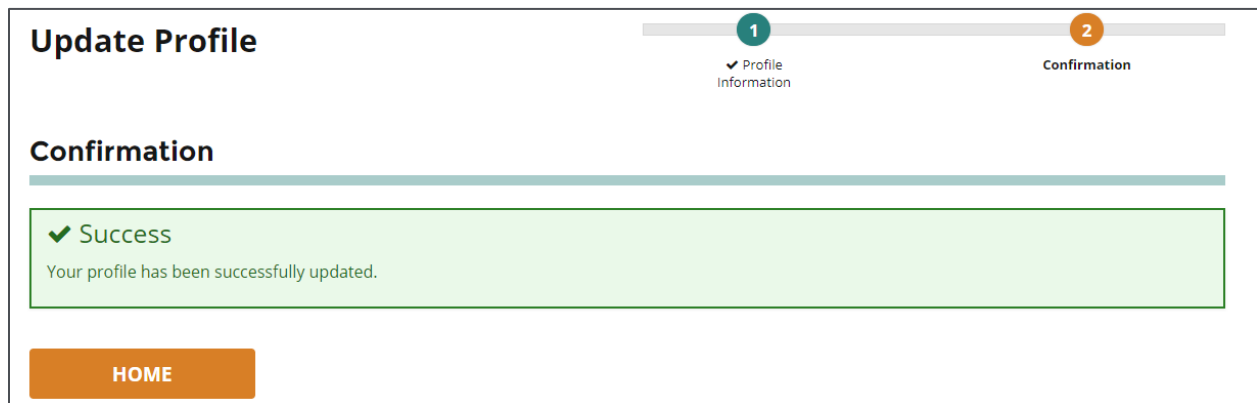 Update Profile
1
2
✔ Profile
Information
Confirmation
Confirmation
✔ Success
Your profile has been successfully updated.
HOME